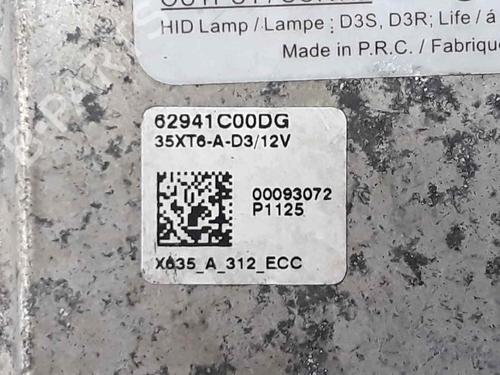 HID Lamp / Lampe : D3S, D3R; Life / á
Made in P.R.C. / Fabrique
62941C00DG
35XT6-A-D3/12V
00093072
P1125
X635_A_312_ECC